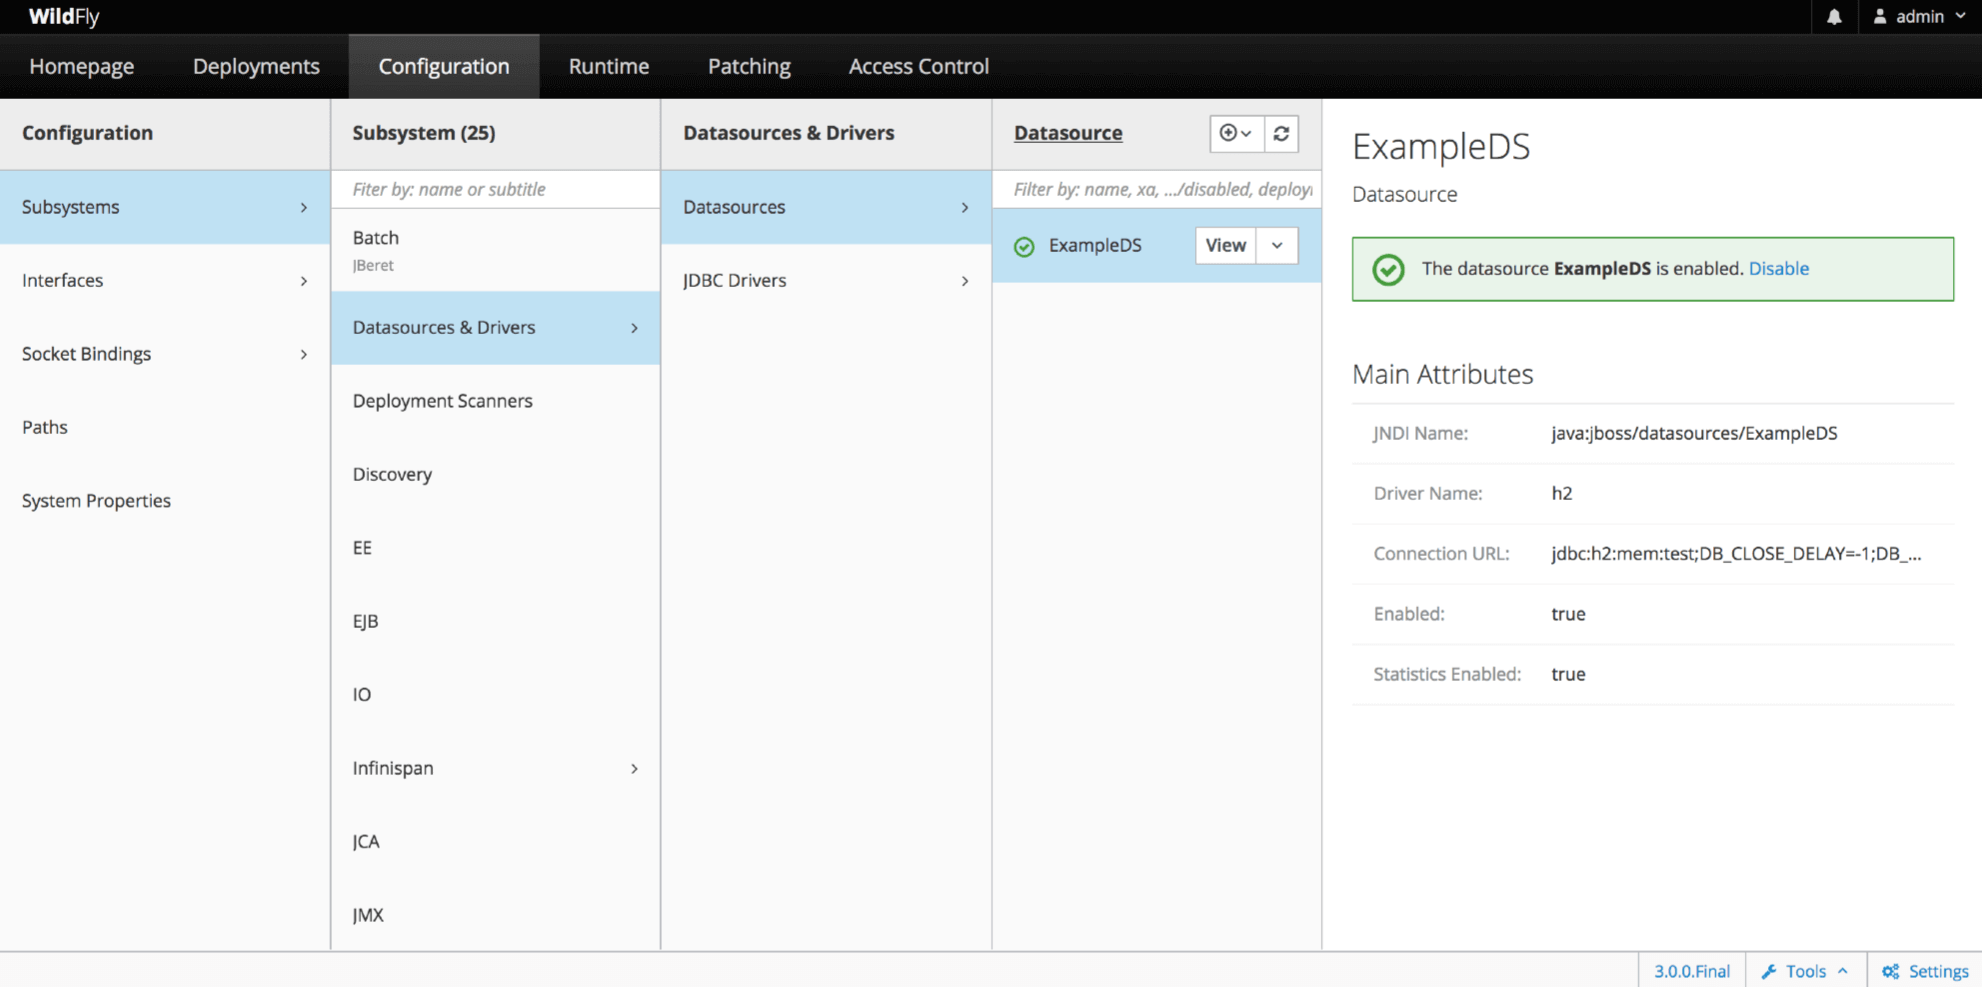 WildFly
admin
Homepage Deployments Configuration Runtime Patching Access Control
Configuration
Subsystems
Interfaces
Socket Bindings
Paths
System Properties
Subsystem (25)
Fiter by: name or subtitle
Batch
JBeret
Datasources & Drivers
Deployment Scanners
Discovery
EE
EJB
IO
Infinispan
JCA
JMX
Datasources & Drivers
Datasources
JDBC Drivers
Datasource
Filter by: name, xa, .../disabled, deployı
ExampleDS View
ExampleDS
Datasource
The datasource ExampleDS is enabled. Disable
Main Attributes
JNDI Name: java:jboss/datasources/ExampleDS
Driver Name: h2
Connection URL: jdbc:h2:mem:test;DB_CLOSE_DELAY=-1;DB_...
Enabled: true
Statistics Enabled: true
3.0.0.Final Tools Settings